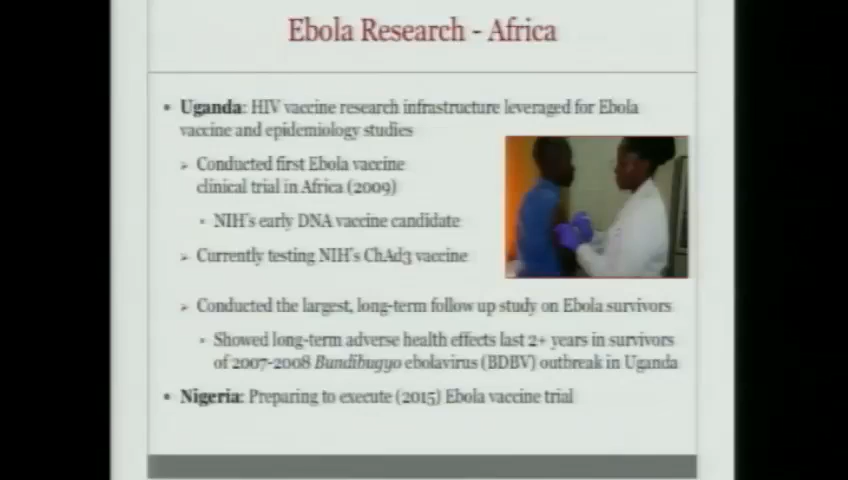 Ebola Research - Africa
• Uganda: HIV vaccine research infrastructure leveraged for Ebola
vaccine and epidemiology studies
➢ Conducted first Ebola vaccine
clinical trial in Africa (2009)
• NIH's early DNA vaccine candidate
➢ Currently testing NIH's ChAd3 vaccine
➢ Conducted the largest, long-term follow up study on Ebola survivors
• Showed long-term adverse health effects last 2+ years in survivors
of 2007-2008 Bundibugyo ebolavirus (BDBV) outbreak in Uganda
• Nigeria: Preparing to execute (2015) Ebola vaccine trial